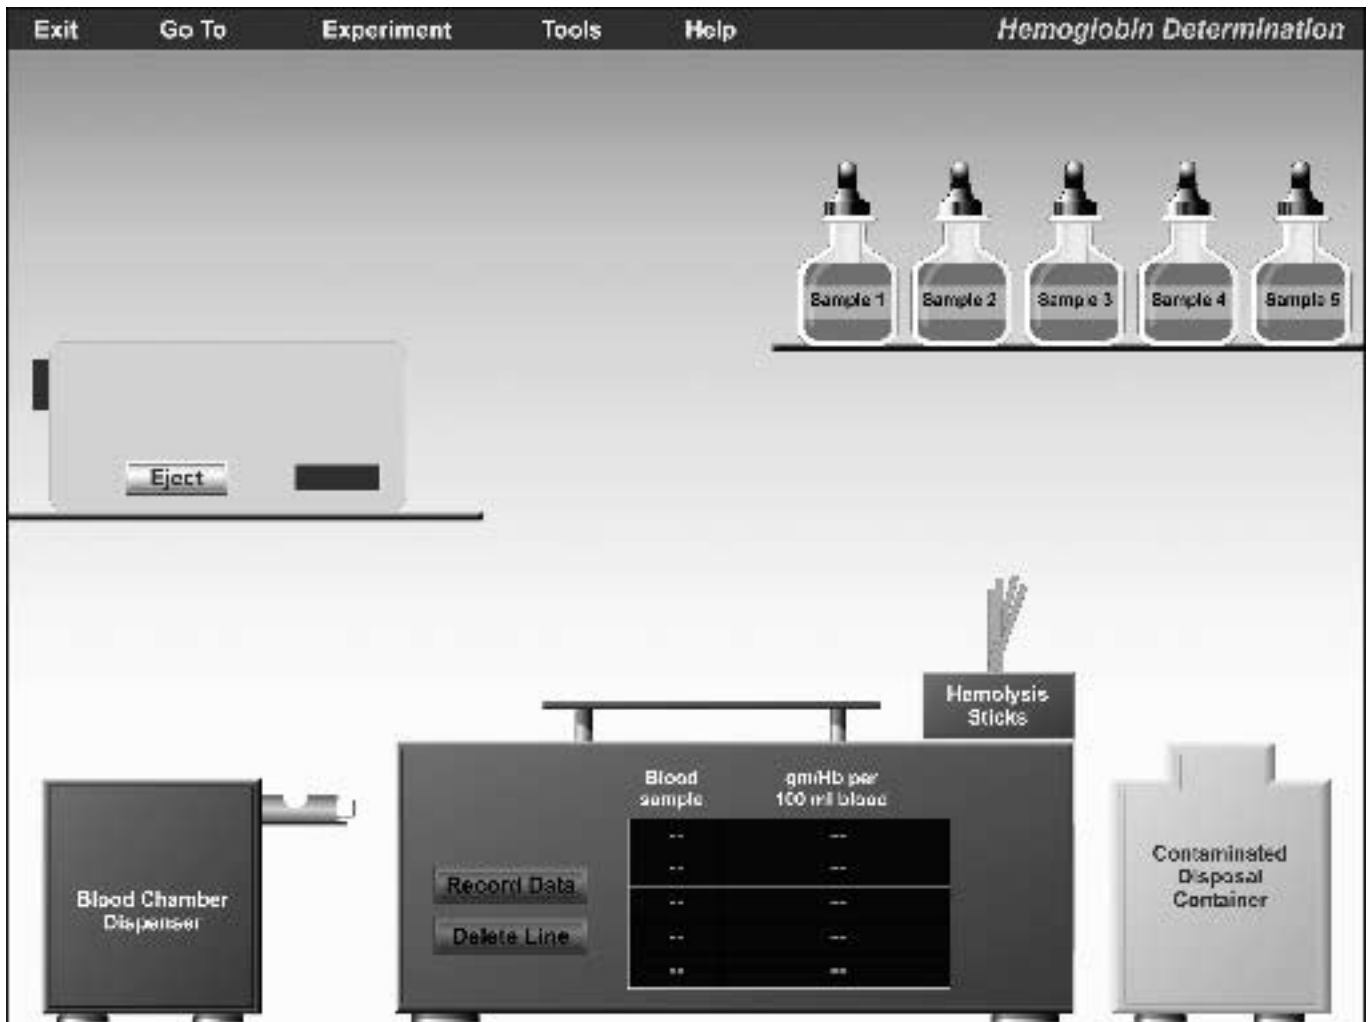 Exit Go To Experiment Tools Help Hemoglobin Determination
Sample 1 Sample 2 Sample 3 Sample 4 Sample 5
Eject
Hemolysis
Sticks
Blood
sample
gm/Hb per
100 ml blood
-- --
-- --
-- --
-- --
-- --
Record Data
Delete Line
Blood Chamber
Dispenser
Contaminated
Disposal
Container